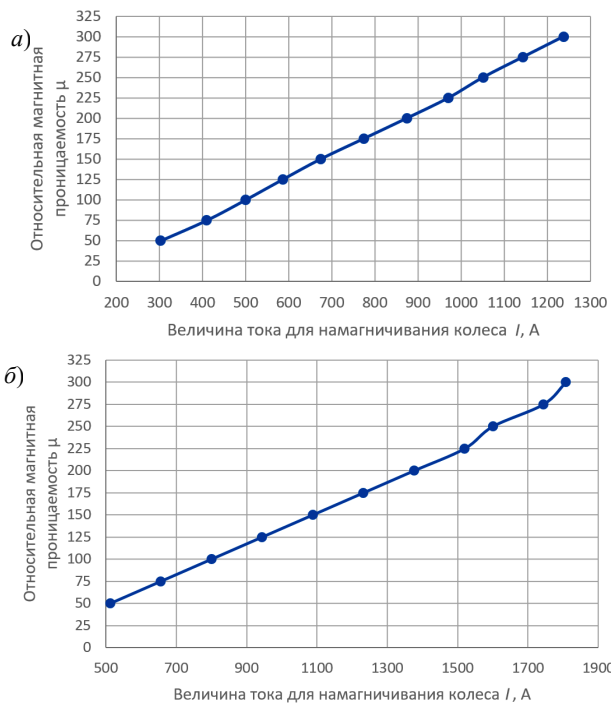 а)
Относительная магнитная
проницаемость μ
325
300
275
250
225
200
175
150
125
100
75
50
25
0
200 300 400 500 600 700 800 900 1000 1100 1200 1300
Величина тока для намагничивания колеса I, А
б)
Относительная магнитная
проницаемость μ
325
300
275
250
225
200
175
150
125
100
75
50
25
0
500 700 900 1100 1300 1500 1700 1900
Величина тока для намагничивания колеса I , А